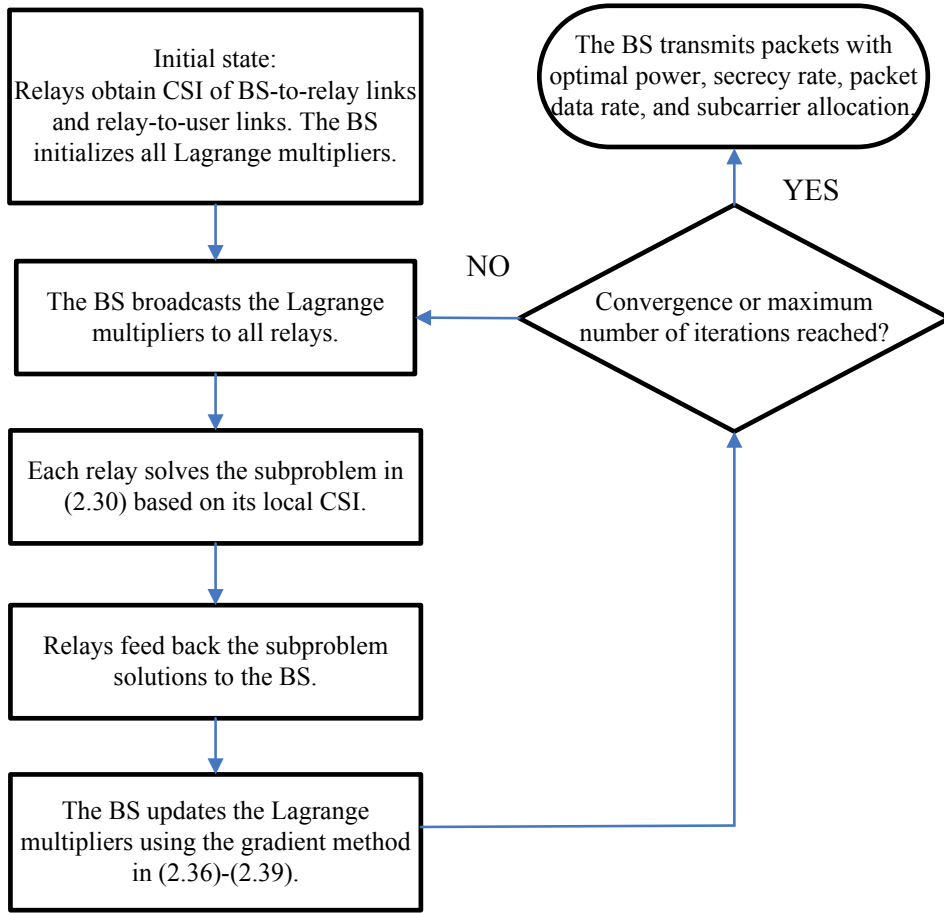 Initial state:
Relays obtain CSI of BS-to-relay links
and relay-to-user links. The BS
initializes all Lagrange multipliers.
The BS broadcasts the Lagrange
multipliers to all relays.
Each relay solves the subproblem in
(2.30) based on its local CSI.
Relays feed back the subproblem
solutions to the BS.
The BS updates the Lagrange
multipliers using the gradient method
in (2.36)-(2.39).
Convergence or maximum
number of iterations reached?
NO
YES
The BS transmits packets with
optimal power, secrecy rate, packet
data rate, and subcarrier allocation.